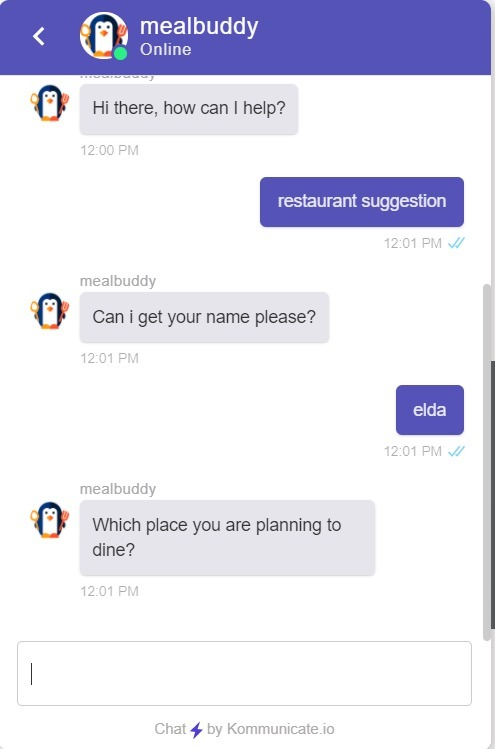 mealbuddy
Online
mealbuddy
Hi there, how can I help?
12:00 PM
restaurant suggestion
12:01 PM
mealbuddy
Can i get your name please?
12:01 PM
elda
12:01 PM
mealbuddy
Which place you are planning to
dine?
12:01 PM
Chat by Kommunicate.io